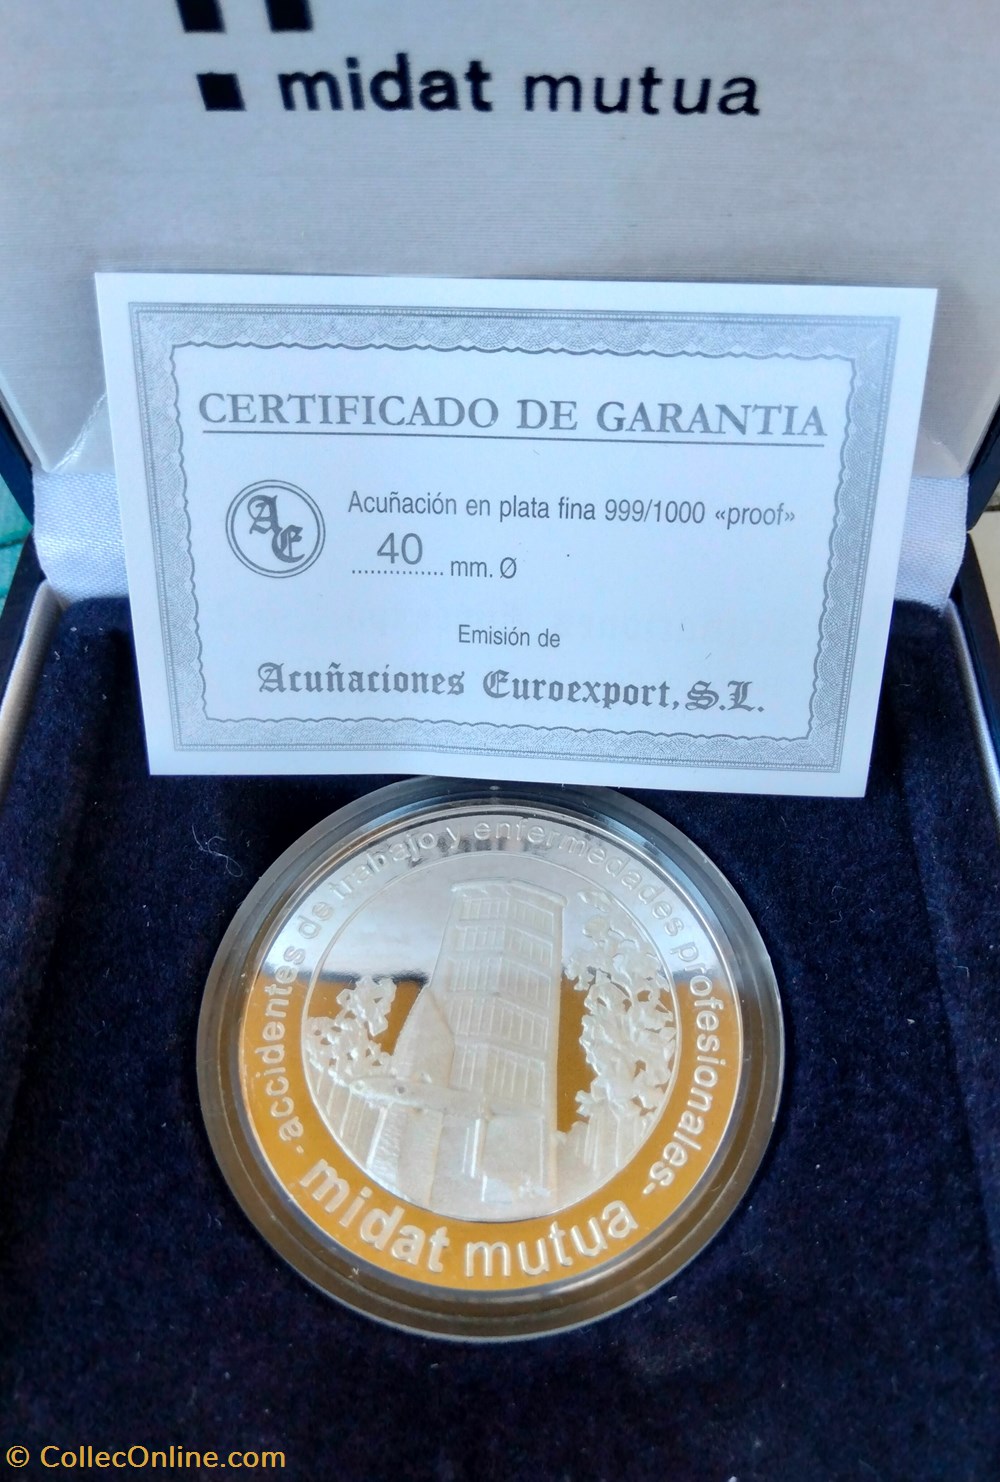 midat mutua
CERTIFICADO DE GARANTIA
AE
Acuñación en plata fina 999/1000 «proof»
40 mm. Ø
Emisión de
Acuñaciones Euroexport, S.L.
- accidentes de trabajo y enfermedades profesionales -
midat mutua
© CollecOnline.com